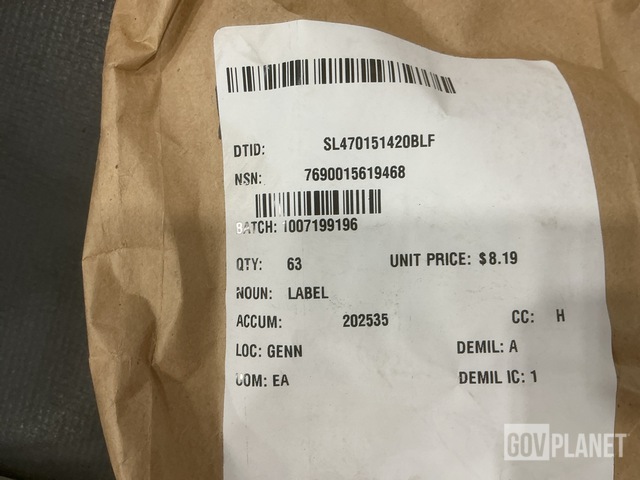 DTID: SL470151420BLF
NSN: 7690015619468
BATCH: 1007199196
QTY: 63 UNIT PRICE: $8.19
NOUN: LABEL
ACCUM: 202535 CC: H
LOC: GENN DEMIL: A
UOM: EA DEMIL IC: 1
GOVPLANET